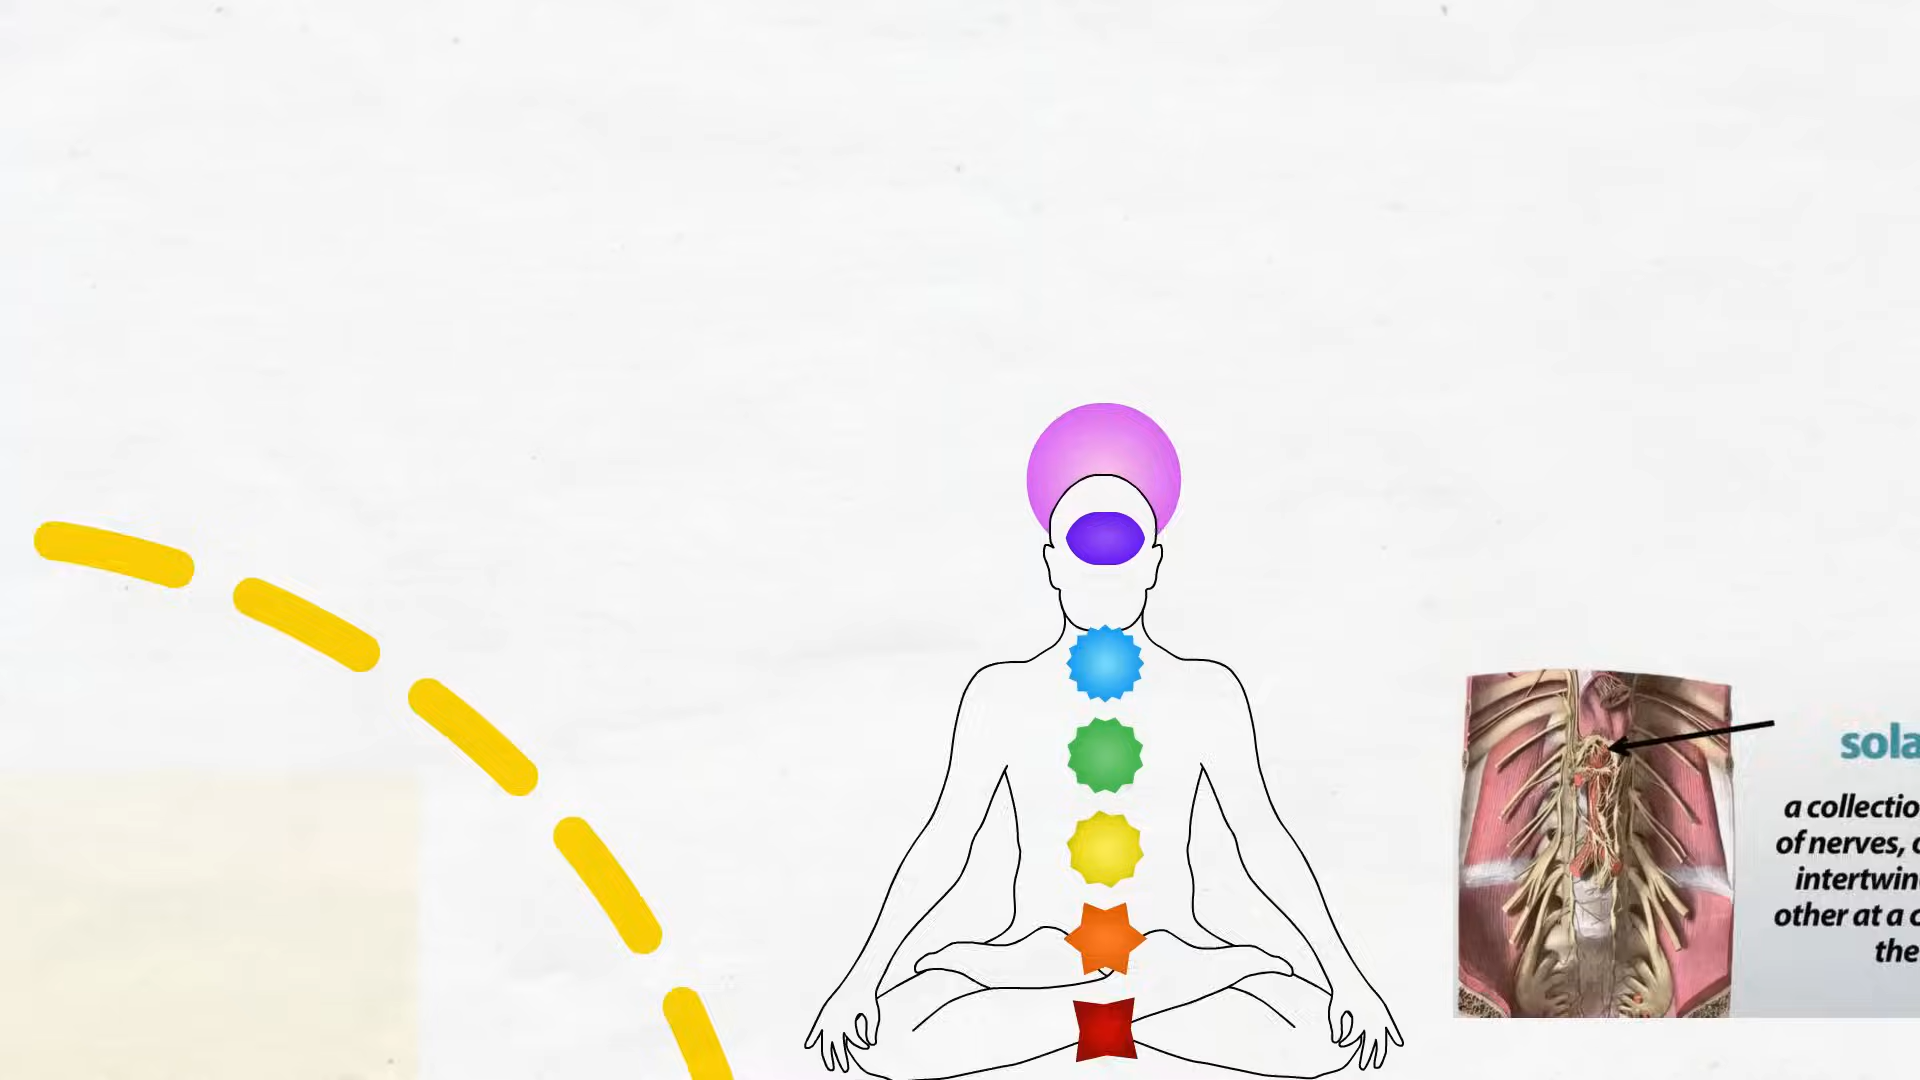 sola
a collectio
of nerves, c
intertwin
other at a c
the